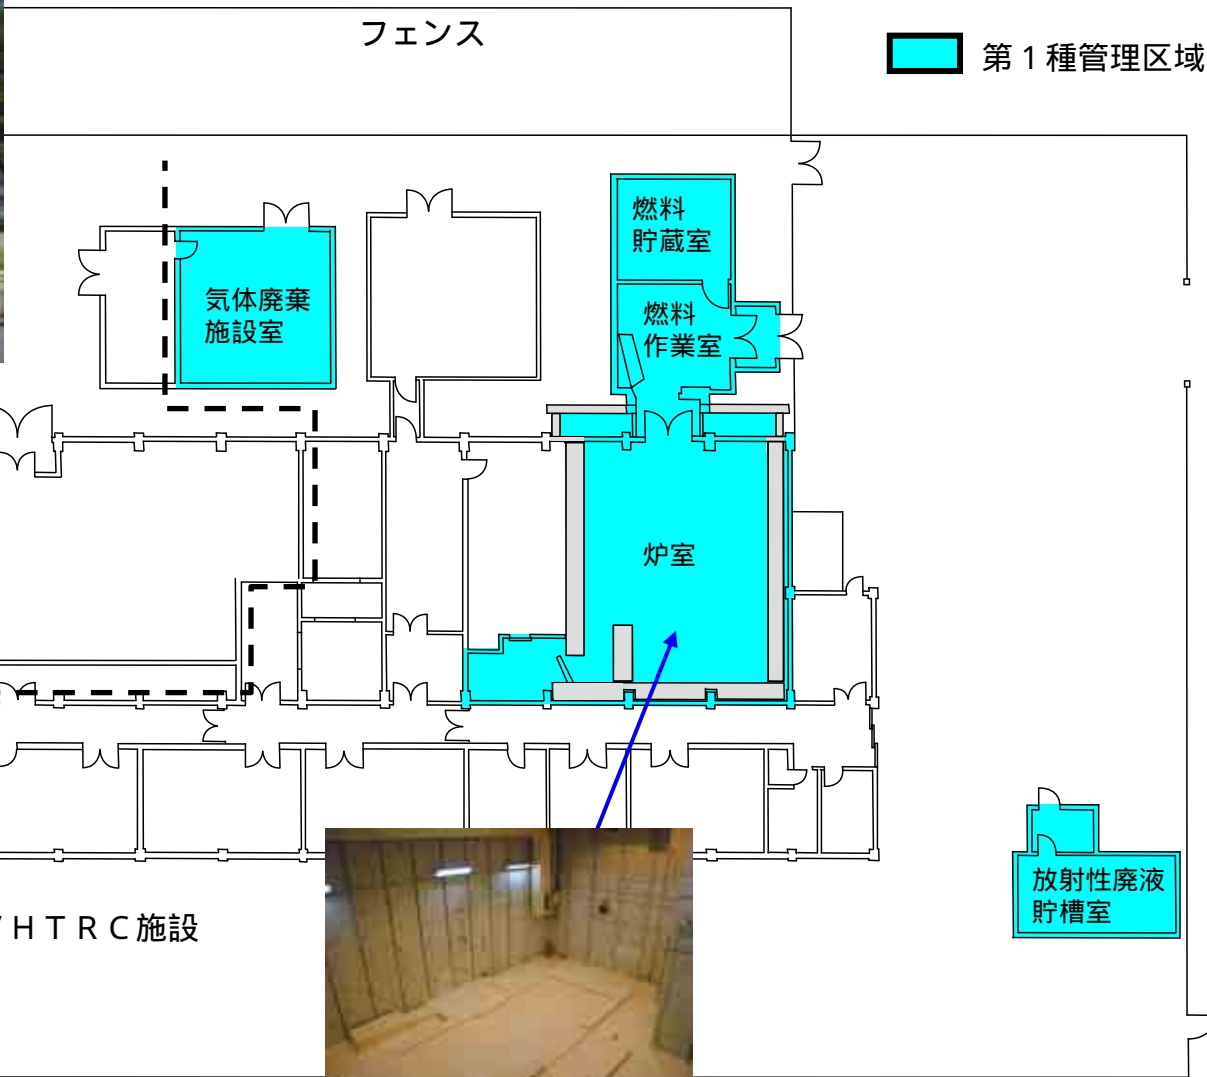 フェンス
第１種管理区域
燃料
貯蔵室
気体廃棄
施設室
燃料
作業室
炉室
放射性廃液
貯槽室
ＨＴＲＣ施設